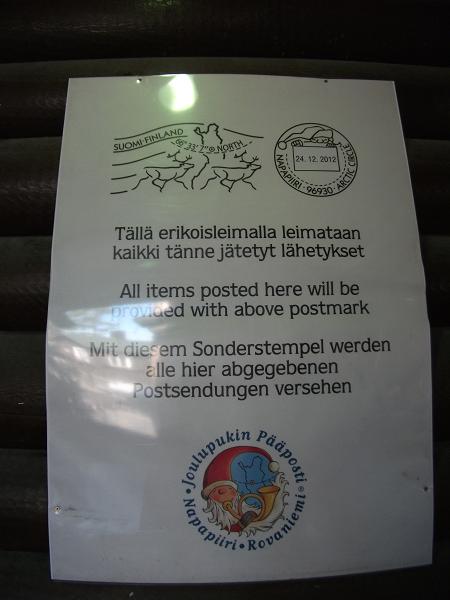 SUOMI-FINLAND
66° 33' 7" NORTH
NAPAPIIRI · 96930 · ARCTIC CIRCLE
24. 12. 2012
Tällä erikoisleimalla leimataan
kaikki tänne jätetyt lähetykset
All items posted here will be
provided with above postmark
Mit diesem Sonderstempel werden
alle hier abgegebenen
Postsendungen versehen
Joulupukin Pääposti
Napapiiri · Rovaniemi ®